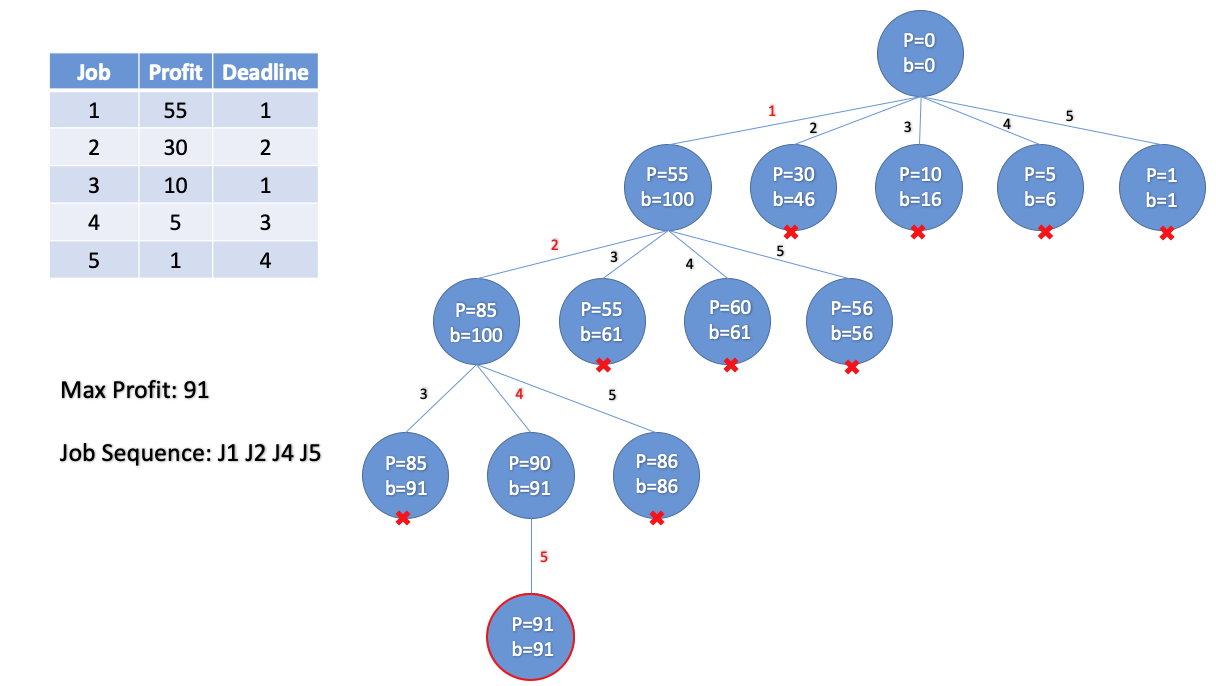 Job Profit Deadline
1 55 1
2 30 2
3 10 1
4 5 3
5 1 4
Max Profit: 91
Job Sequence: J1 J2 J4 J5
P=0
b=0
1 2 3 4 5
P=55
b=100
P=30
b=46
P=10
b=16
P=5
b=6
P=1
b=1
2 3 4 5
P=85
b=100
P=55
b=61
P=60
b=61
P=56
b=56
3 4 5
P=85
b=91
P=90
b=91
P=86
b=86
5
P=91
b=91